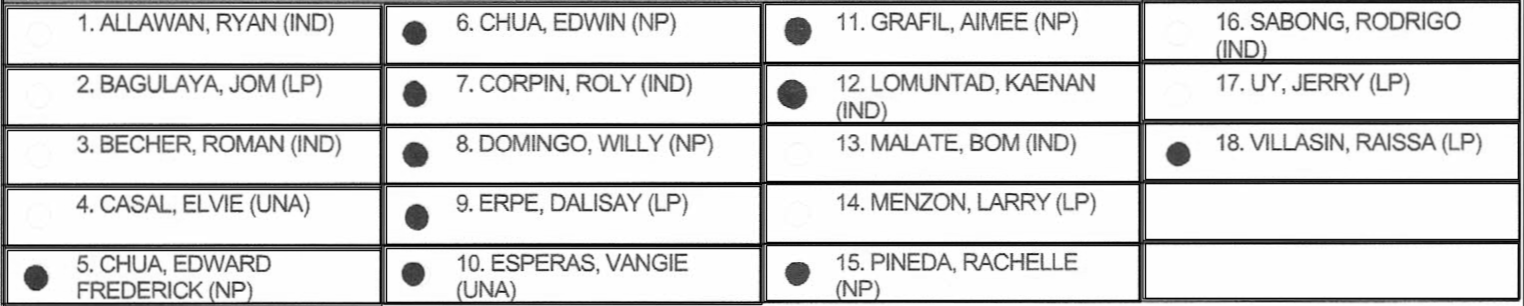 1. ALLAWAN, RYAN (IND)
2. BAGULAYA, JOM (LP)
3. BECHER, ROMAN (IND)
4. CASAL, ELVIE (UNA)
5. CHUA, EDWARD
FREDERICK (NP)
6. CHUA, EDWIN (NP)
7. CORPIN, ROLY (IND)
8. DOMINGO, WILLY (NP)
9. ERPE, DALISAY (LP)
10. ESPERAS, VANGIE
(UNA)
11. GRAFIL, AIMEE (NP)
12. LOMUNTAD, KAENAN
(IND)
13. MALATE, BOM (IND)
14. MENZON, LARRY (LP)
15. PINEDA, RACHELLE
(NP)
16. SABONG, RODRIGO
(IND)
17. UY, JERRY (LP)
18. VILLASIN, RAISSA (LP)